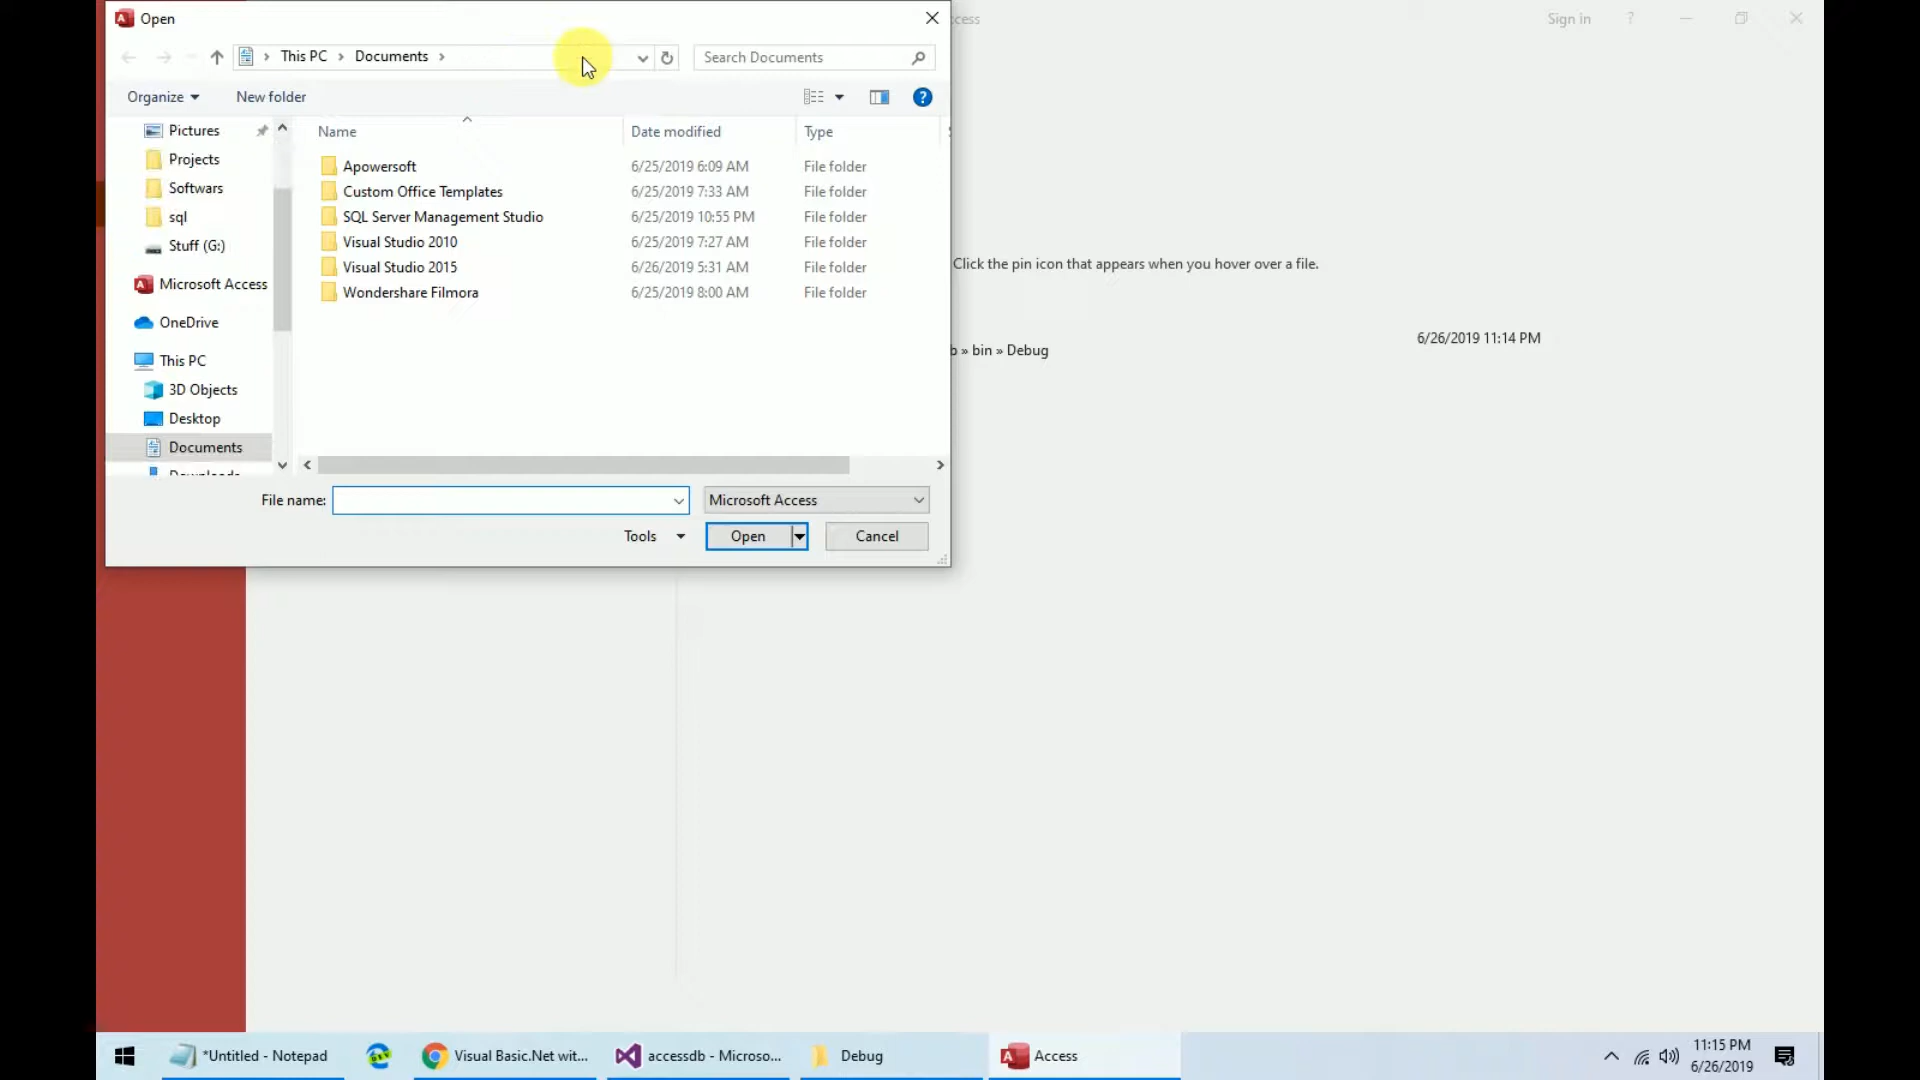 Open
cess
Sign in
?
This PC
Documents
Search Documents
Organize
New folder
?
Name
Date modified
Type
Pictures
Projects
Softwars
sql
Stuff (G:)
Microsoft Access
OneDrive
This PC
3D Objects
Desktop
Documents
Downloads
Apowersoft 6/25/2019 6:09 AM File folder
Custom Office Templates 6/25/2019 7:33 AM File folder
SQL Server Management Studio 6/25/2019 10:55 PM File folder
Visual Studio 2010 6/25/2019 7:27 AM File folder
Visual Studio 2015 6/26/2019 5:31 AM File folder
Wondershare Filmora 6/25/2019 8:00 AM File folder
Click the pin icon that appears when you hover over a file.
6/26/2019 11:14 PM
b » bin » Debug
File name:
Microsoft Access
Tools
Open
Cancel
*Untitled - Notepad
DEV
Visual Basic.Net wit...
accessdb - Microso...
Debug
A
Access
11:15 PM
6/26/2019